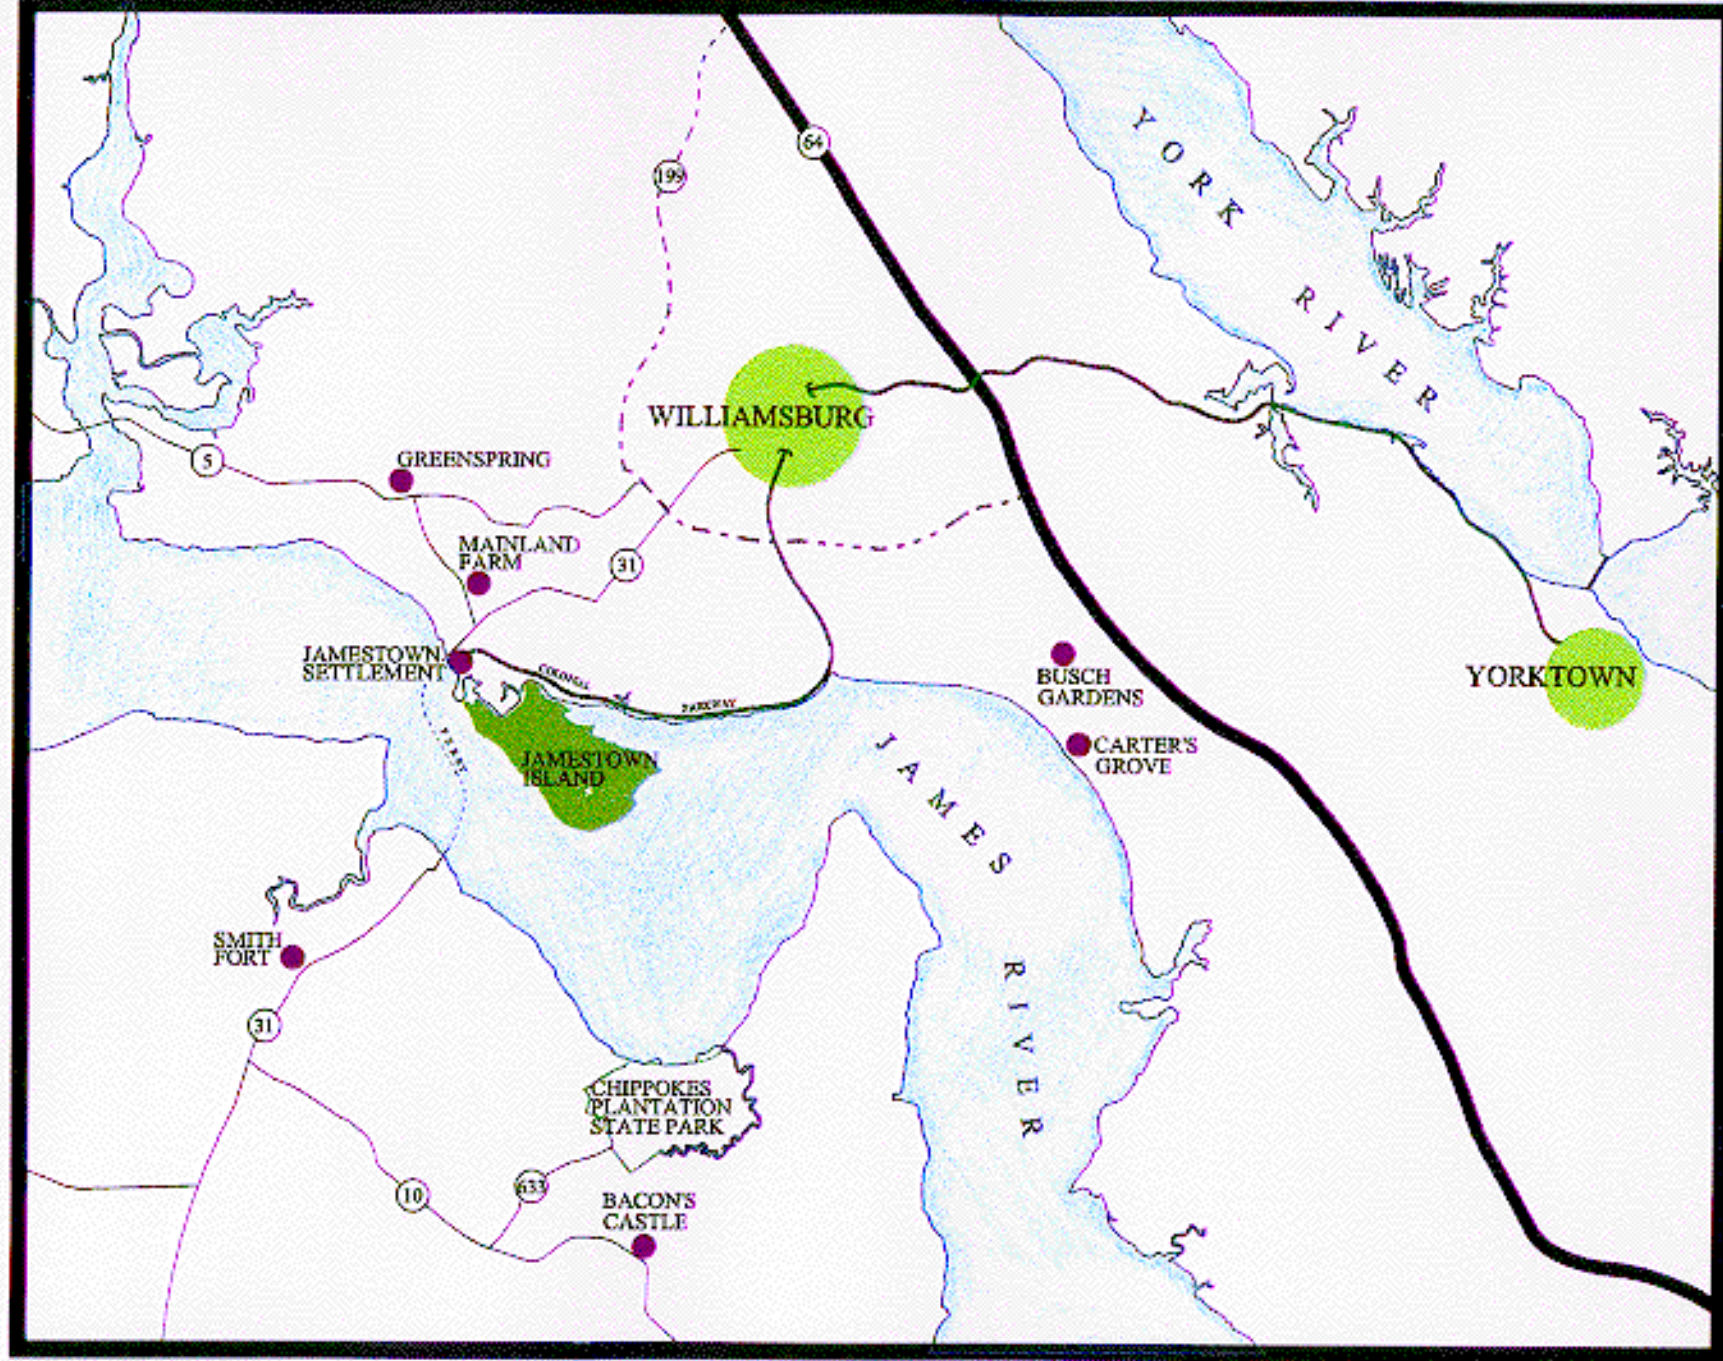 64
199
YORK
RIVER
WILLIAMSBURG
5
GREENSPRING
MAINLAND
FARM
31
JAMESTOWN
SETTLEMENT
COLONIAL
PARKWAY
BUSCH
GARDENS
YORKTOWN
FERRY
JAMESTOWN
ISLAND
CARTER'S
GROVE
JAMES
RIVER
SMITH
FORT
31
CHIPPOKES
PLANTATION
STATE PARK
10
633
BACON'S
CASTLE